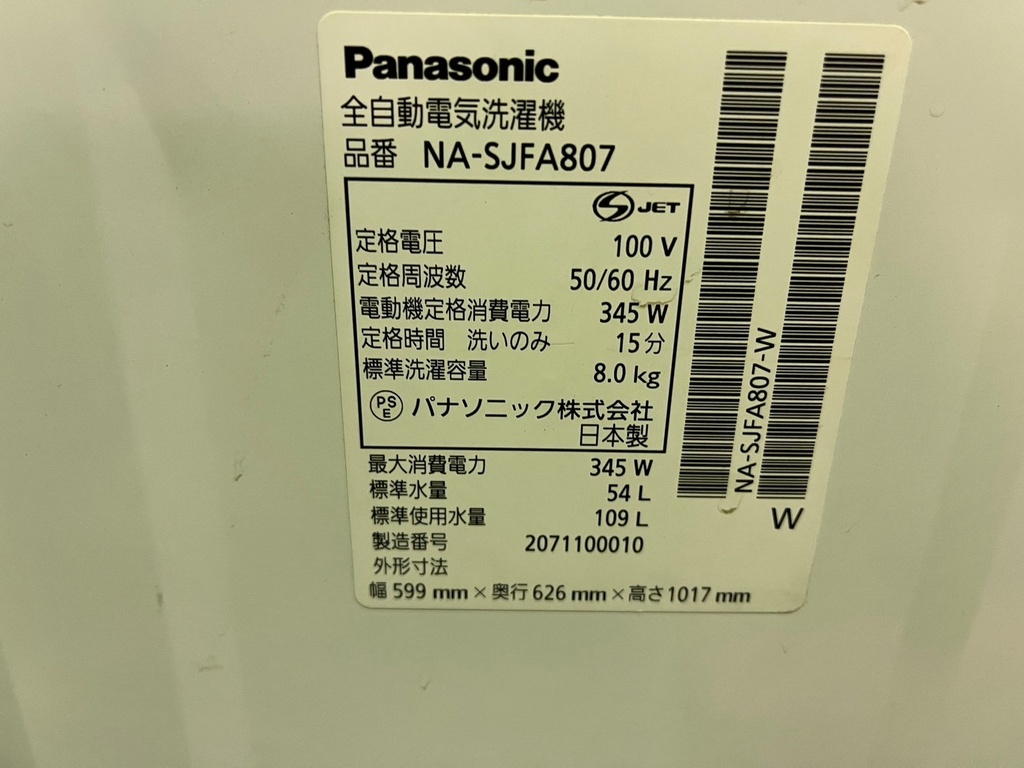 Panasonic
全自動電気洗濯機
品番 NA-SJFA807
S JET
定格電圧 100 V
定格周波数 50/60 Hz
電動機定格消費電力 345 W
定格時間 洗いのみ 15分
標準洗濯容量 8.0 kg
PSE パナソニック株式会社
日本製
最大消費電力 345 W
標準水量 54 L
標準使用水量 109 L
製造番号 2071100010
外形寸法
幅 599 mm × 奥行 626 mm × 高さ 1017 mm
NA-SJFA807-W
W